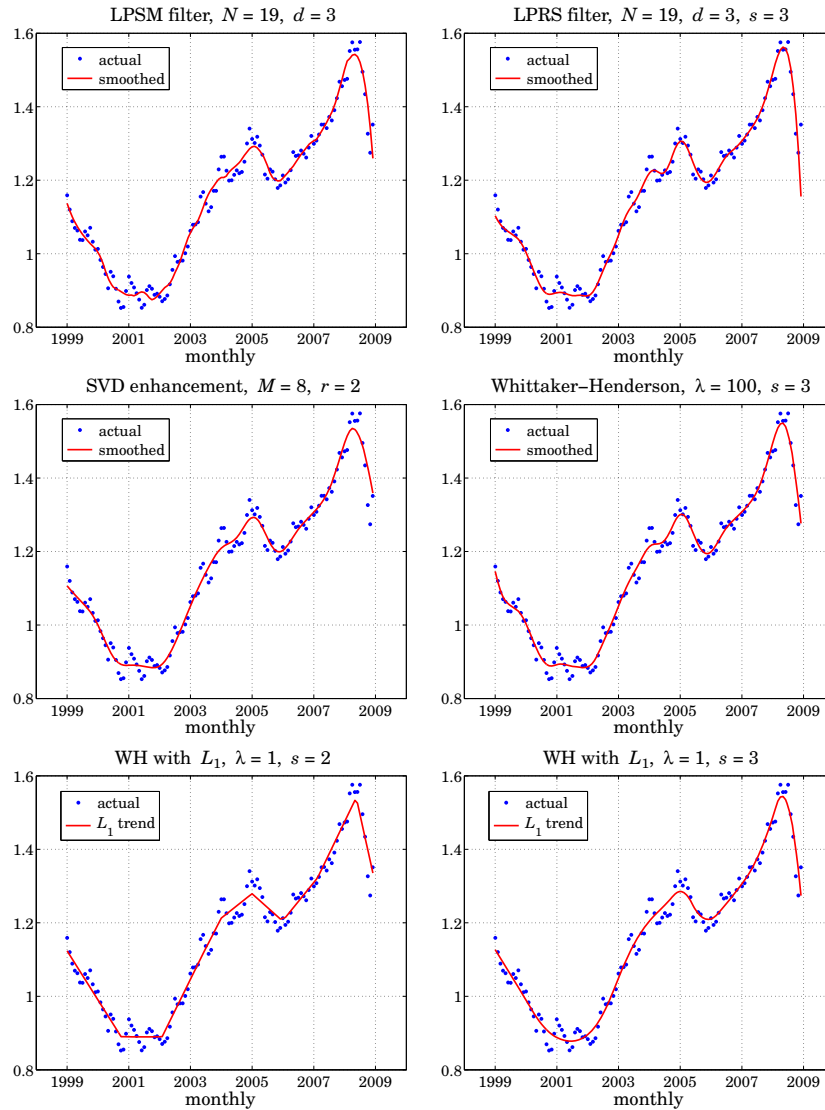 LPSM filter, N = 19, d = 3
actual
smoothed
1.6
1.4
1.2
1
0.8
1999 2001 2003 2005 2007 2009
monthly
LPRS filter, N = 19, d = 3, s = 3
actual
smoothed
1.6
1.4
1.2
1
0.8
1999 2001 2003 2005 2007 2009
monthly
SVD enhancement, M = 8, r = 2
actual
smoothed
1.6
1.4
1.2
1
0.8
1999 2001 2003 2005 2007 2009
monthly
Whittaker–Henderson, λ = 100, s = 3
actual
smoothed
1.6
1.4
1.2
1
0.8
1999 2001 2003 2005 2007 2009
monthly
WH with L₁, λ = 1, s = 2
actual
L₁ trend
1.6
1.4
1.2
1
0.8
1999 2001 2003 2005 2007 2009
monthly
WH with L₁, λ = 1, s = 3
actual
L₁ trend
1.6
1.4
1.2
1
0.8
1999 2001 2003 2005 2007 2009
monthly